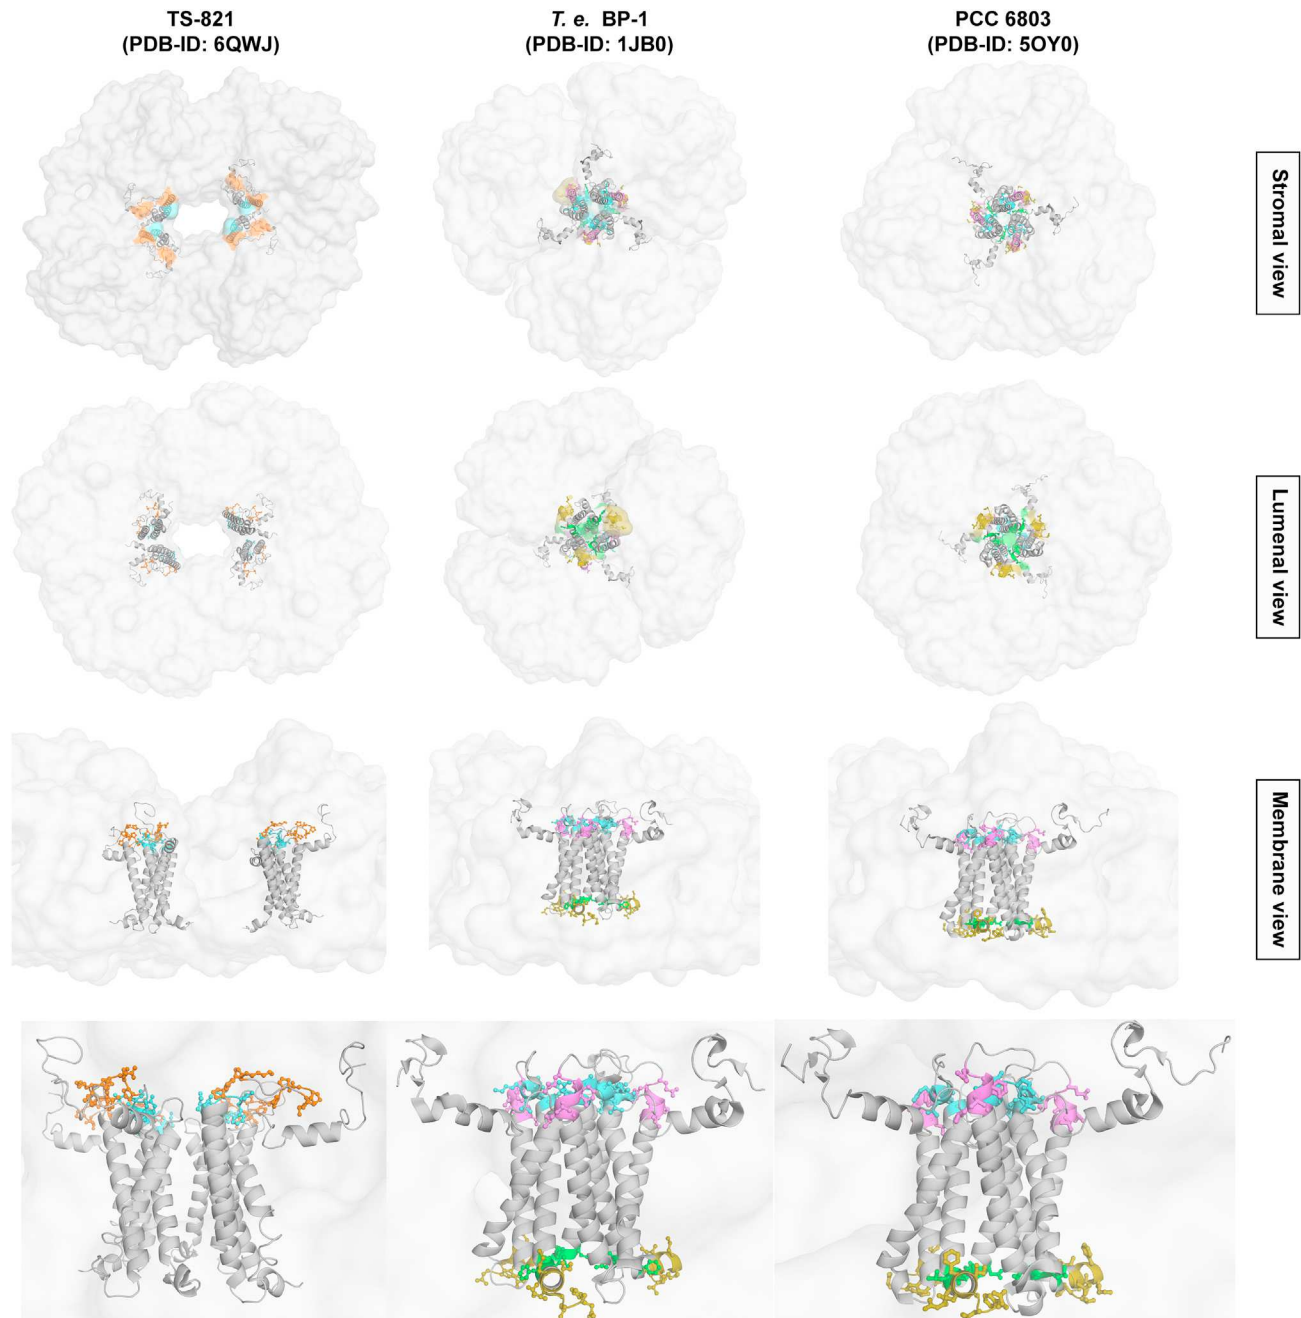 TS-821
(PDB-ID: 6QWJ)
T. e. BP-1
(PDB-ID: 1JB0)
PCC 6803
(PDB-ID: 5OY0)
Stromal view
Lumenal view
Membrane view